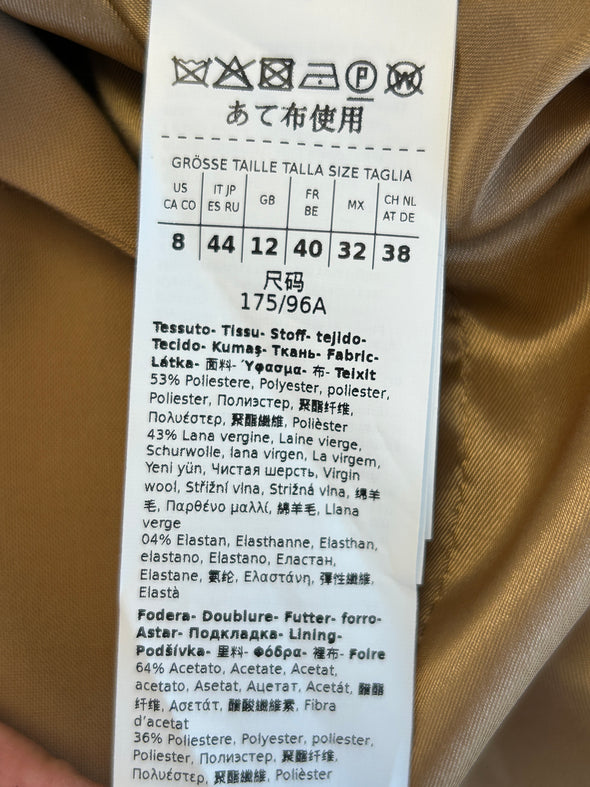 P W
あて布使用
GRÖSSE TAILLE TALLA SIZE TAGLIA
US CA CO IT JP ES RU GB FR BE MX CH NL AT DE
8 44 12 40 32 38
尺码
175/96A
Tessuto- Tissu- Stoff- tejido-
Tecido- Kumaş- Ткань- Fabric-
Látka- 面料- Ύφασμα- 布- Teixit
53% Poliestere, Polyester, poliester,
Poliester, Полиэстер, 聚酯纤维,
Πολυέστερ, 聚酯纖維, Polièster
43% Lana vergine, Laine vierge,
Schurwolle, lana virgen, La virgem,
Yeni yün, Чистая шерсть, Virgin
wool, Střižní vlna, Strižná vlna, 绵羊
毛, Παρθένο μαλλί, 綿羊毛, Llana
verge
04% Elastan, Elasthanne, Elasthan,
elastano, Elastano, Еластан,
Elastane, 氨纶, Ελαστάνη, 彈性纖維,
Elastà
Fodera- Doublure- Futter- forro-
Astar- Подкладка- Lining-
Podšívka- 里料- Φόδρα- 裡布- Folre
64% Acetato, Acetate, Acetat,
acetato, Asetat, Ацетат, Acetát, 醋酯
纤维, Ασετάτ, 醋酸纖維素, Fibra
d'acetat
36% Poliestere, Polyester, poliester,
Poliester, Полиэстер, 聚酯纤维,
Πολυέστερ, 聚酯纖維, Polièster